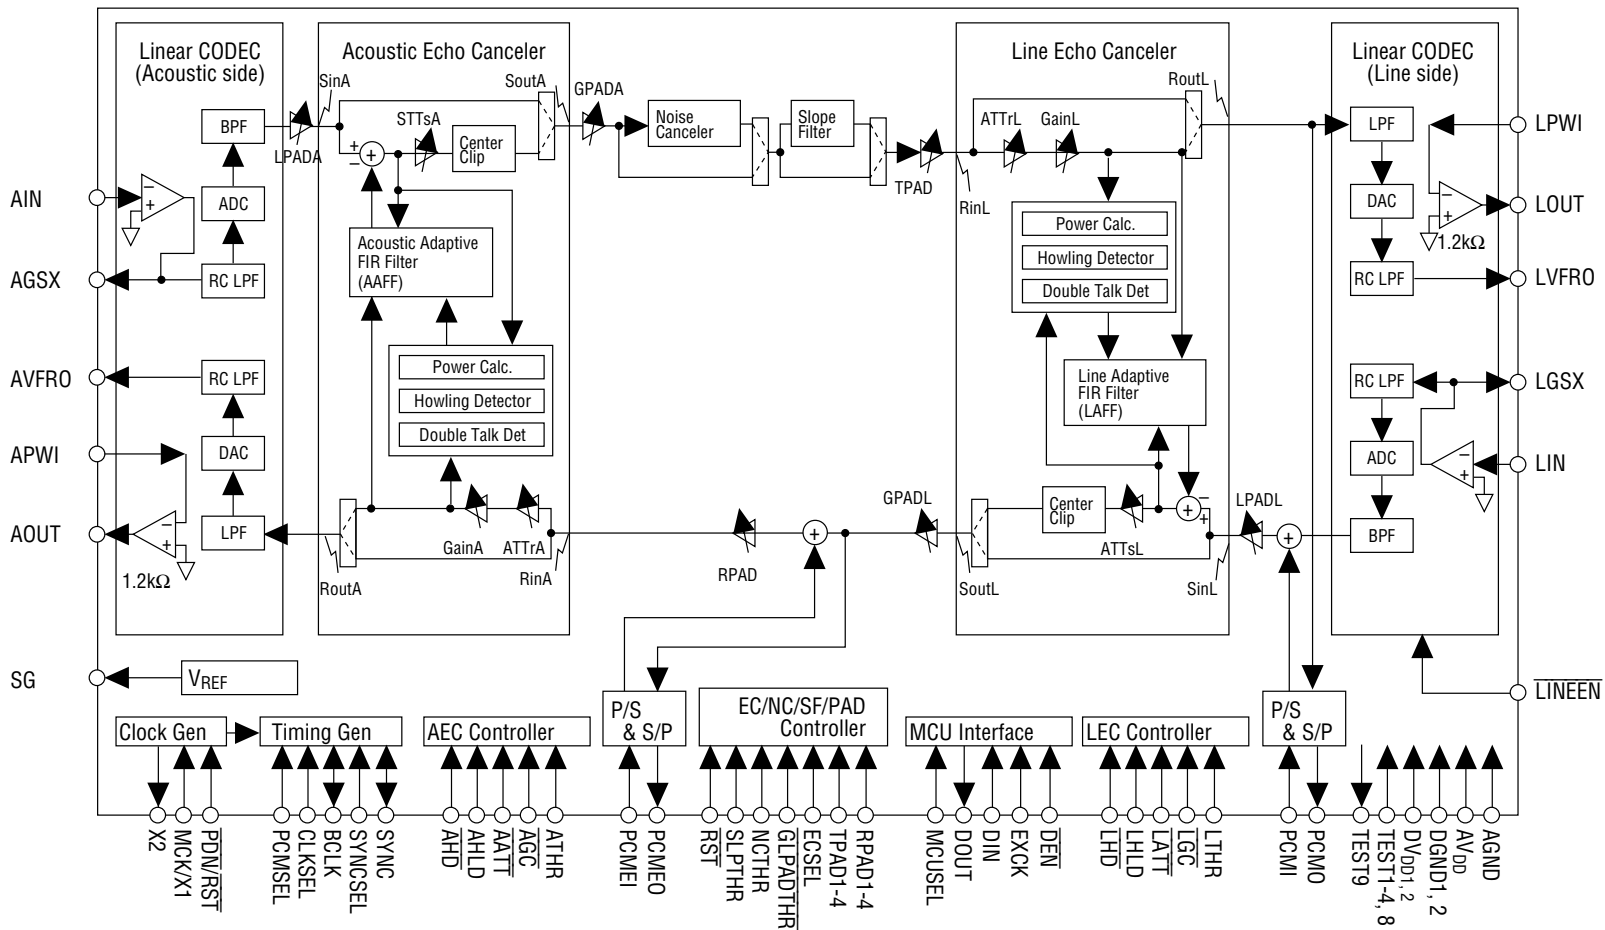 Linear CODEC
(Acoustic side)
Acoustic Echo Canceler
Line Echo Canceler
Linear CODEC
(Line side)
SinA
SoutA
GPADA
RoutL
BPF
LPADA
STTsA
Center
Clip
Noise
Canceler
Slope
Filter
TPAD
ATTrL
GainL
RinL
LPF
LPWI
AIN
ADC
DAC
LOUT
1.2kΩ
+
−
+
−
+
−
+
Acoustic Adaptive
FIR Filter
(AAFF)
Power Calc.
Howling Detector
Double Talk Det
AGSX
RC LPF
RC LPF
LVFRO
AVFRO
RC LPF
Power Calc.
Howling Detector
Double Talk Det
Line Adaptive
FIR Filter
(LAFF)
RC LPF
LGSX
APWI
DAC
ADC
LIN
−
+
GPADL
Center
Clip
−
+
+
LPADL
AOUT
−
+
1.2kΩ
LPF
RoutA
GainA
ATTrA
RinA
RPAD
+
SoutL
ATTsL
SinL
+
BPF
SG
VREF
LINEEN
Clock Gen
Timing Gen
AEC Controller
P/S
& S/P
EC/NC/SF/PAD
Controller
MCU Interface
LEC Controller
P/S
& S/P
X2
MCK/X1
PDN/RST
PCMSEL
CLKSEL
BCLK
SYNCSEL
SYNC
AHD
AHLD
AATT
AGC
ATHR
PCMEI
PCMEO
RST
SLPTHR
NCTHR
GLPADTHR
ECSEL
TPAD1-4
RPAD1-4
MCUSEL
DOUT
DIN
EXCK
DEN
LHD
LHLD
LATT
LGC
LTHR
PCMI
PCMO
TEST9
TEST1-4, 8
DVDD1, 2
DGND1, 2
AVDD
AGND